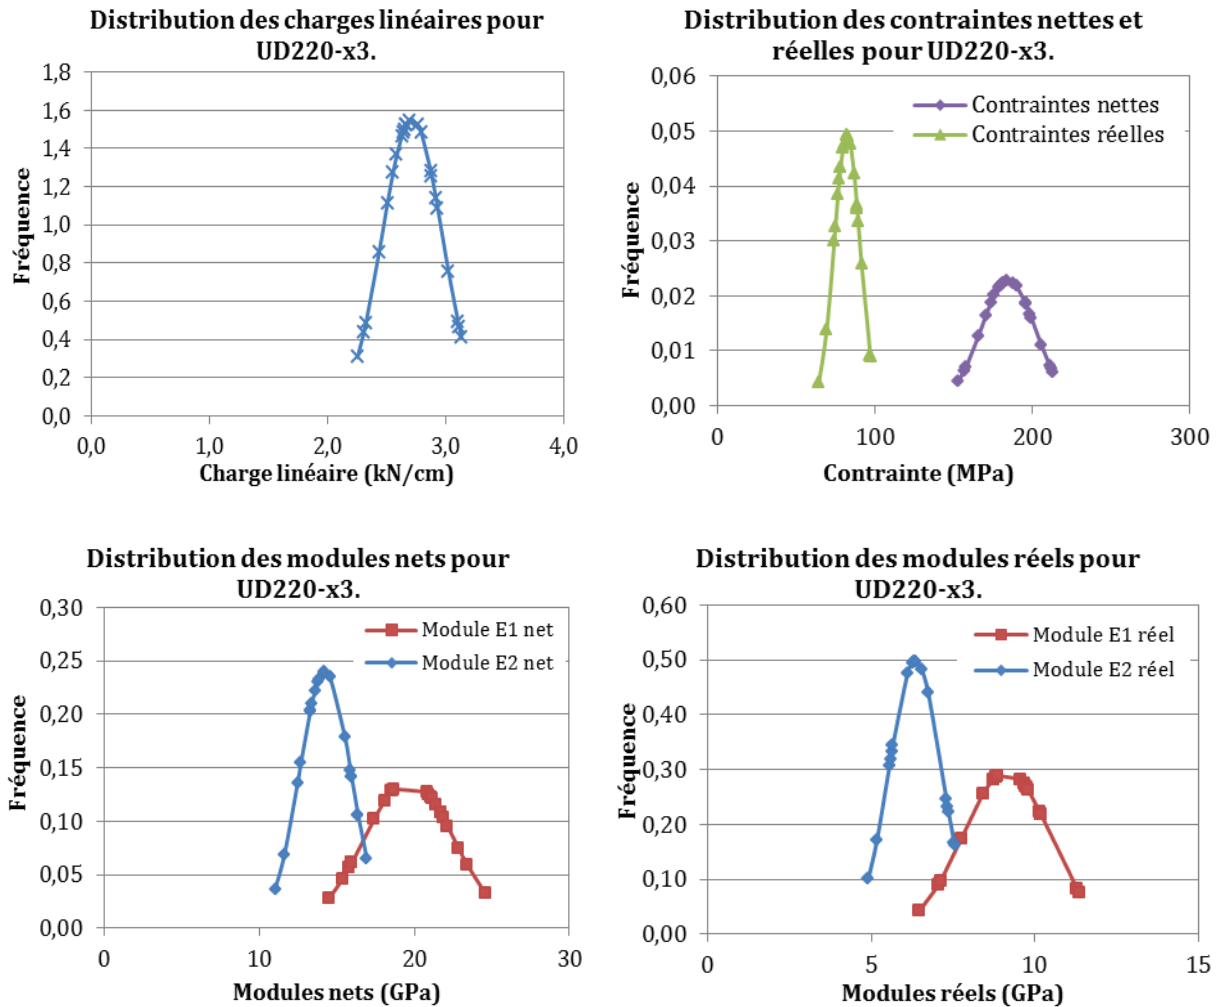 Distribution des charges linéaires pour
UD220-x3.
1,8
1,6
1,4
1,2
1,0
0,8
0,6
0,4
0,2
0,0
Fréquence
0,0 1,0 2,0 3,0 4,0
Charge linéaire (kN/cm)
Distribution des contraintes nettes et
réelles pour UD220-x3.
0,06
0,05
0,04
0,03
0,02
0,01
0,00
Fréquence
Contraintes nettes
Contraintes réelles
0 100 200 300
Contrainte (MPa)
Distribution des modules nets pour
UD220-x3.
0,30
0,25
0,20
0,15
0,10
0,05
0,00
Fréquence
Module E1 net
Module E2 net
0 10 20 30
Modules nets (GPa)
Distribution des modules réels pour
UD220-x3.
0,60
0,50
0,40
0,30
0,20
0,10
0,00
Fréquence
Module E1 réel
Module E2 réel
0 5 10 15
Modules réels (GPa)